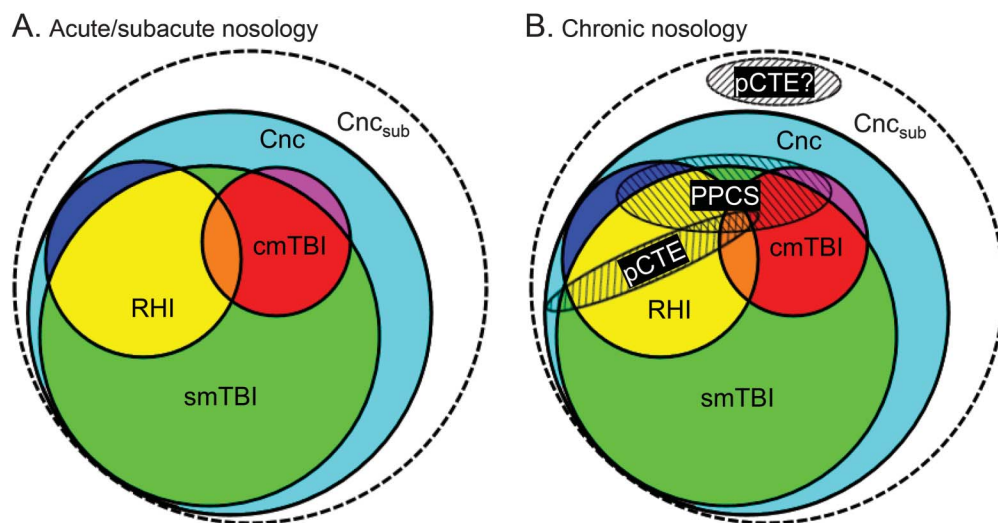 A. Acute/subacute nosology
Cnc
Cnc_sub
cmTBI
RHI
smTBI
B. Chronic nosology
pCTE?
Cnc_sub
Cnc
PPCS
cmTBI
pCTE
RHI
smTBI